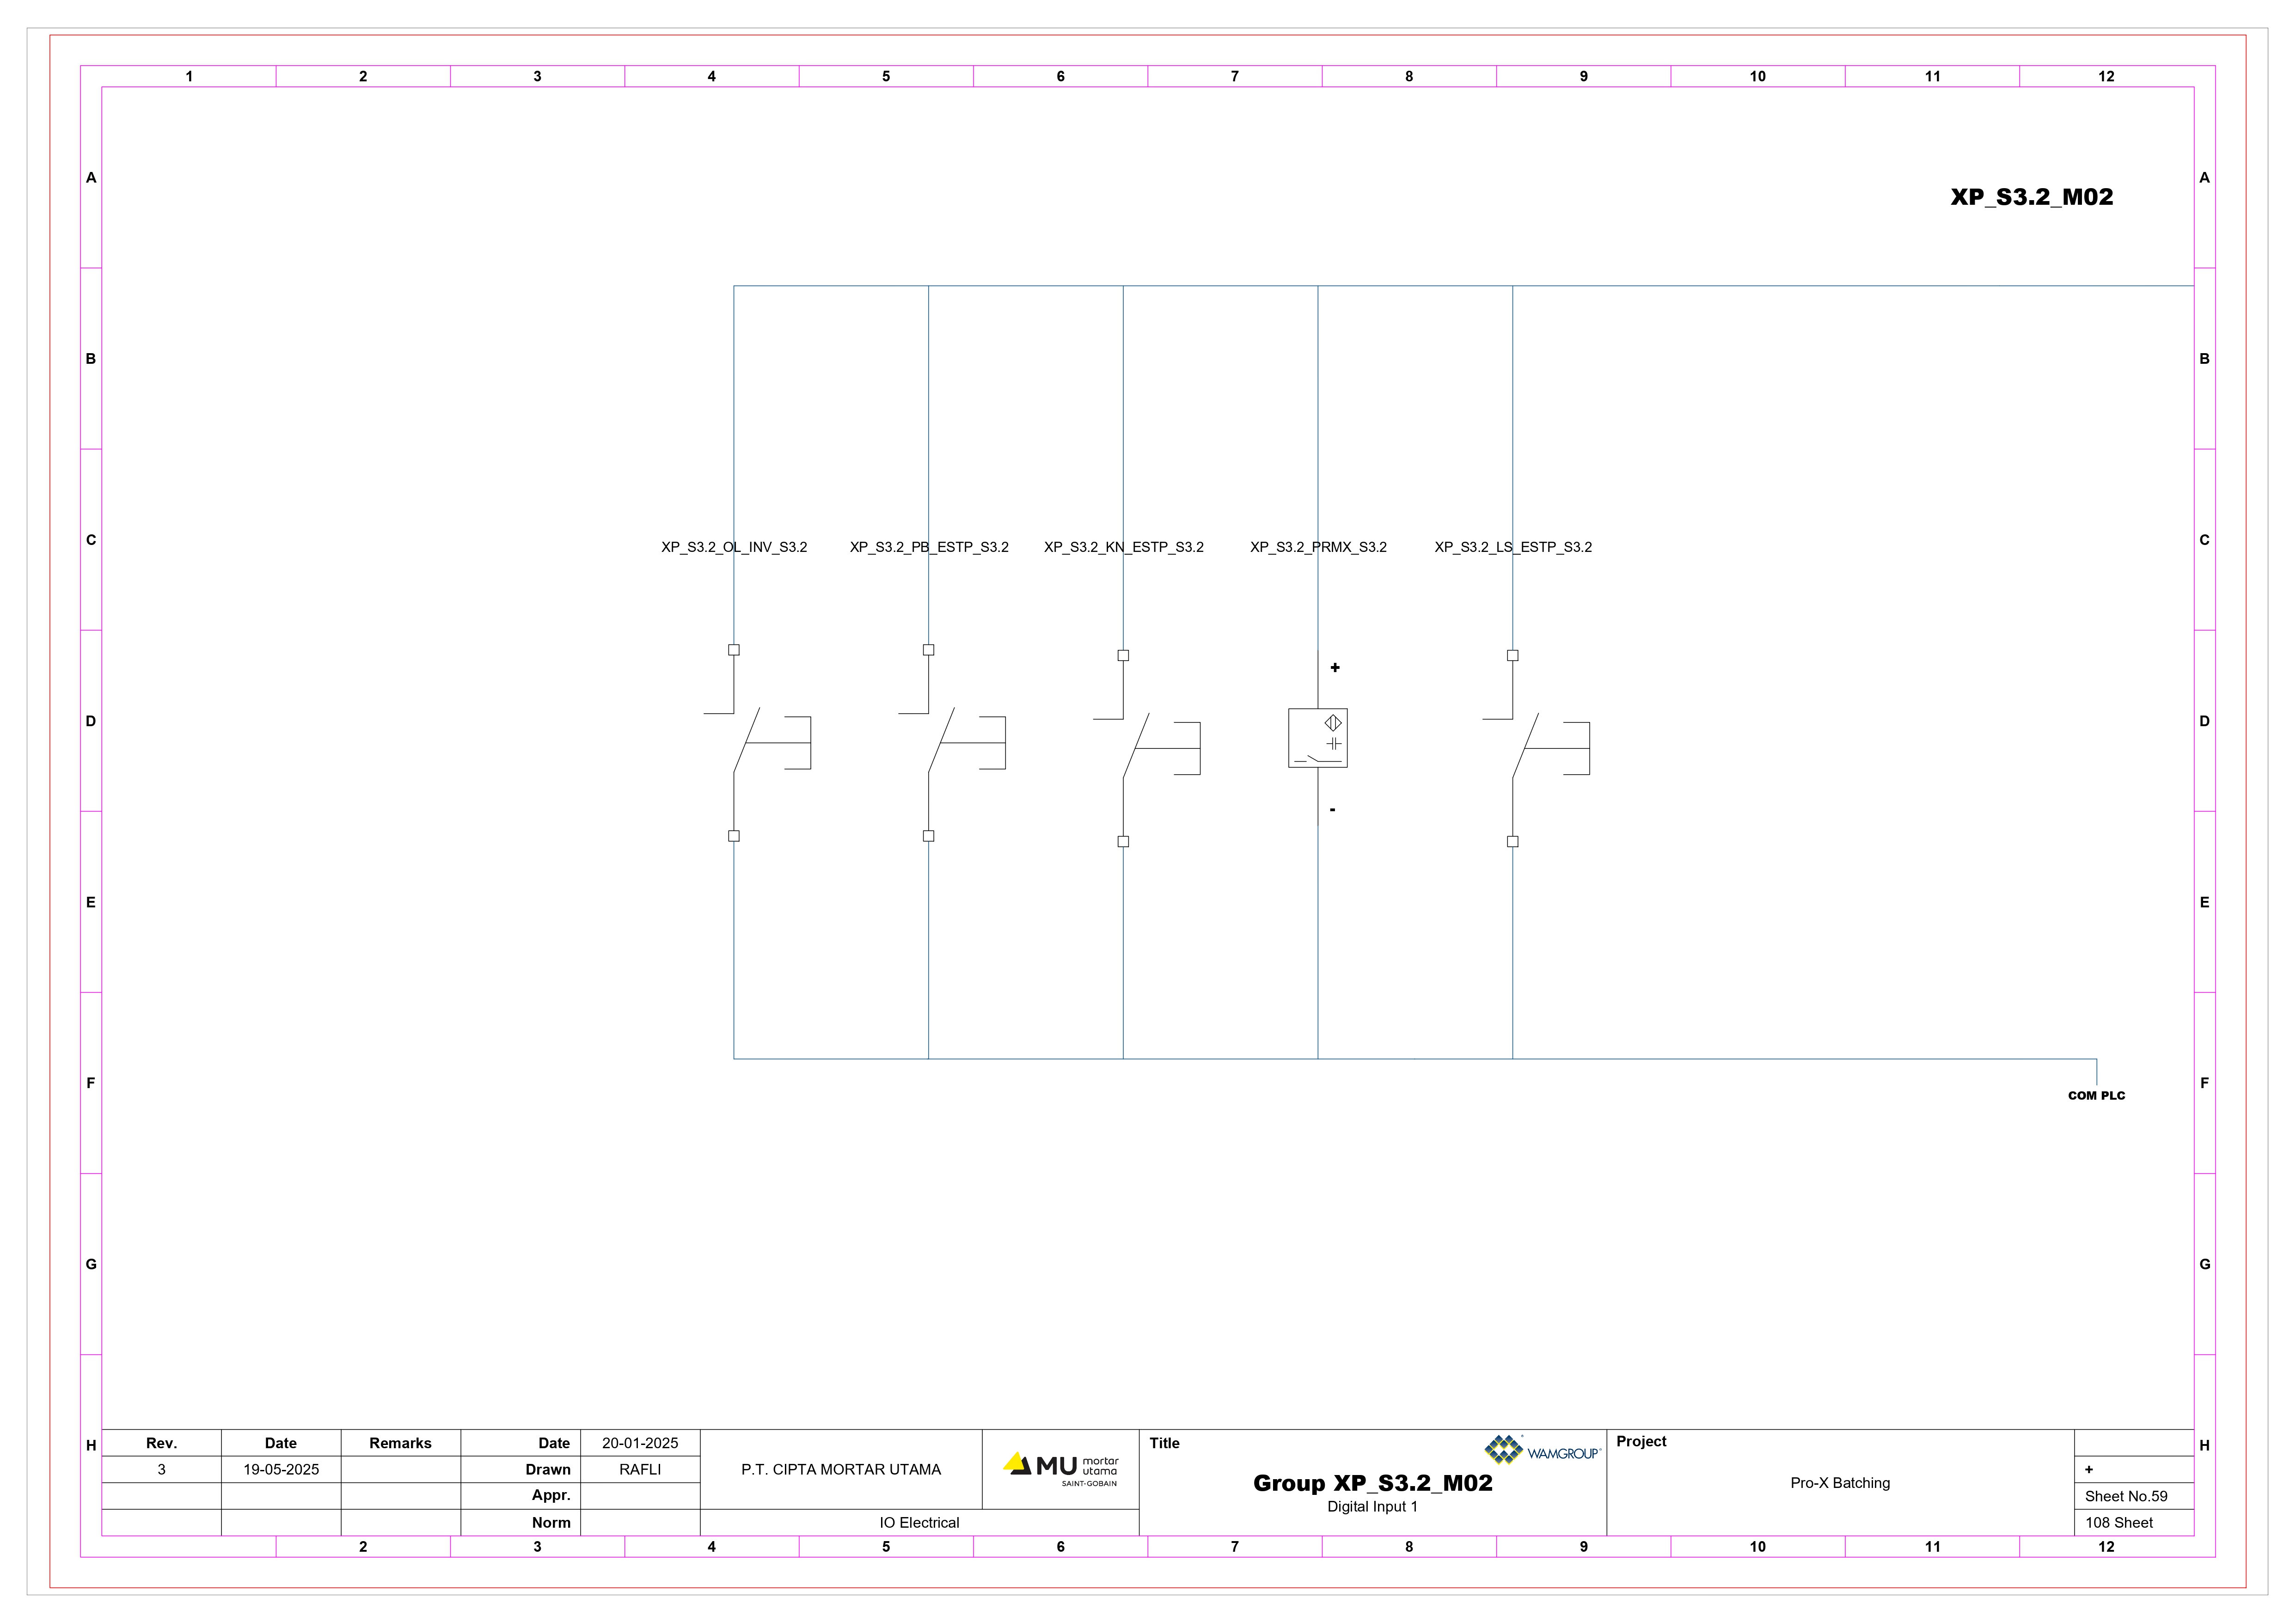 1 2 3 4 5 6 7 8 9 10 11 12
A A
XP_S3.2_M02
B B
C C
XP_S3.2_OL_INV_S3.2 XP_S3.2_PB_ESTP_S3.2 XP_S3.2_KN_ESTP_S3.2 XP_S3.2_PRMX_S3.2 XP_S3.2_LS_ESTP_S3.2
+
D D
-
E E
F F
COM PLC
G G
H H
Rev. Date Remarks Date 20-01-2025
3 19-05-2025 Drawn RAFLI
Appr.
Norm
P.T. CIPTA MORTAR UTAMA
MU mortar
utama
SAINT-GOBAIN
IO Electrical
Title
WAMGROUP®
Group XP_S3.2_M02
Digital Input 1
Project
Pro-X Batching
+
Sheet No.59
108 Sheet
2 3 4 5 6 7 8 9 10 11 12